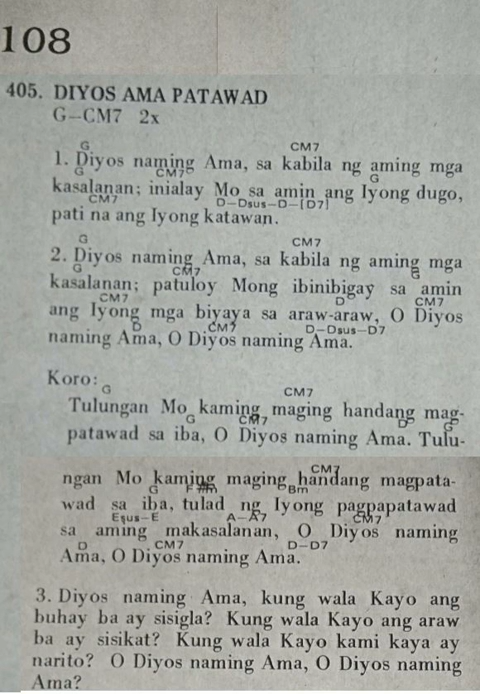 108
405. DIYOS AMA PATAWAD
G—CM7 2x
G CM7
1. Diyos naming Ama, sa kabila ng aming mga
G CM7 G
kasalanan; inialay Mo sa amin ang Iyong dugo,
CM7 D—Dsus—D—[D7]
pati na ang Iyong katawan.
G CM7
2. Diyos naming Ama, sa kabila ng aming mga
G CM7 G
kasalanan; patuloy Mong ibinibigay sa amin
CM7 D CM7
ang Iyong mga biyaya sa araw-araw, O Diyos
D CM7 D—Dsus—D7
naming Ama, O Diyos naming Ama.
Koro:
G CM7
Tulungan Mo kaming maging handang mag-
G CM7 D G
patawad sa iba, O Diyos naming Ama. Tulu-
CM7
ngan Mo kaming maging handang magpata-
G F#m Bm
wad sa iba, tulad ng Iyong pagpapatawad
Esus—E A—A7 CM7
sa aming makasalanan, O Diyos naming
D CM7 D—D7
Ama, O Diyos naming Ama.
3. Diyos naming Ama, kung wala Kayo ang
buhay ba ay sisigla? Kung wala Kayo ang araw
ba ay sisikat? Kung wala Kayo kami kaya ay
narito? O Diyos naming Ama, O Diyos naming
Ama?